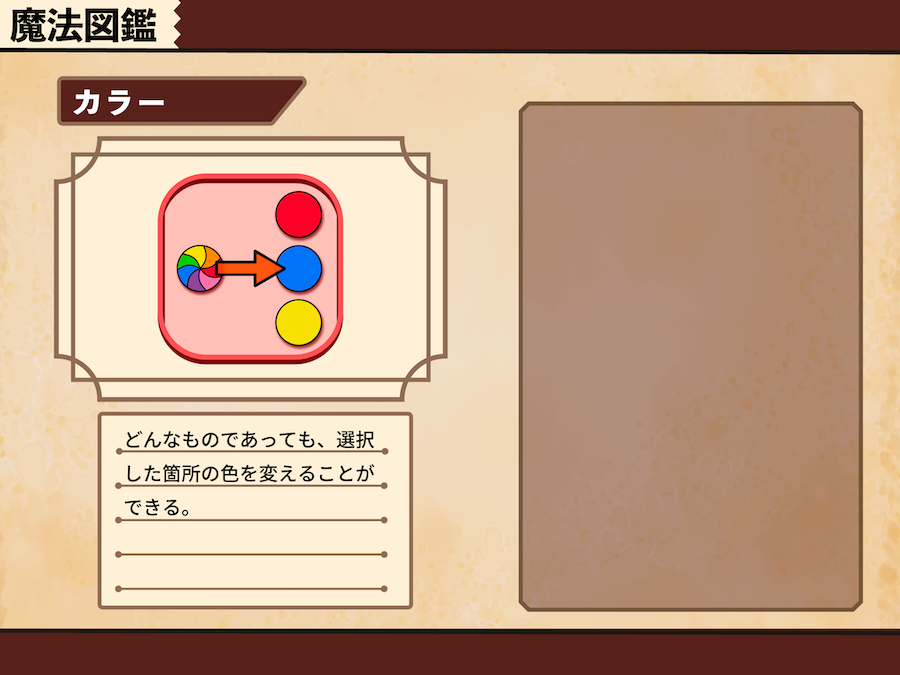 魔法図鑑
カラー
どんなものであっても、選択
した箇所の色を変えることが
できる。